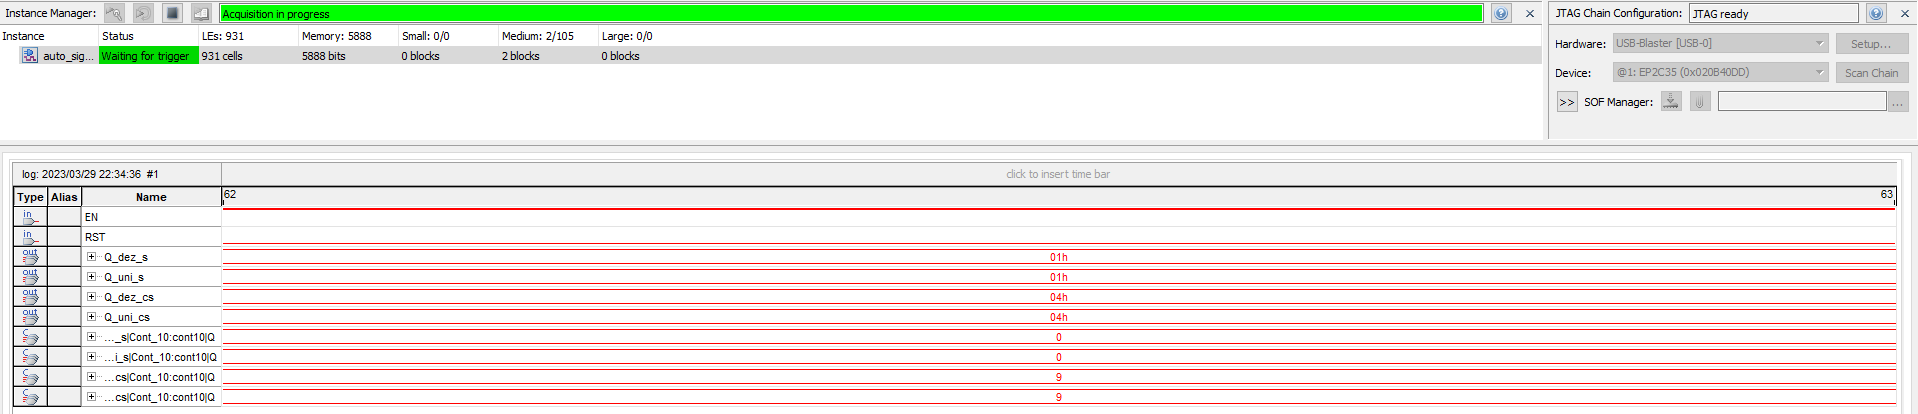 Instance Manager: Acquisition in progress
JTAG Chain Configuration: JTAG ready
Instance Status LEs: 931 Memory: 5888 Small: 0/0 Medium: 2/105 Large: 0/0
auto_sig... Waiting for trigger 931 cells 5888 bits 0 blocks 2 blocks 0 blocks
Hardware: USB-Blaster [USB-0] Setup...
Device: @1: EP2C35 (0x020B40DD) Scan Chain
>> SOF Manager: ...
log: 2023/03/29 22:34:36 #1 click to insert time bar
Type Alias Name 62 63
in EN
in RST
out Q_dez_s 01h
out Q_uni_s 01h
out Q_dez_cs 04h
out Q_uni_cs 04h
..._s|Cont_10:cont10|Q 0
...i_s|Cont_10:cont10|Q 0
...cs|Cont_10:cont10|Q 9
...cs|Cont_10:cont10|Q 9